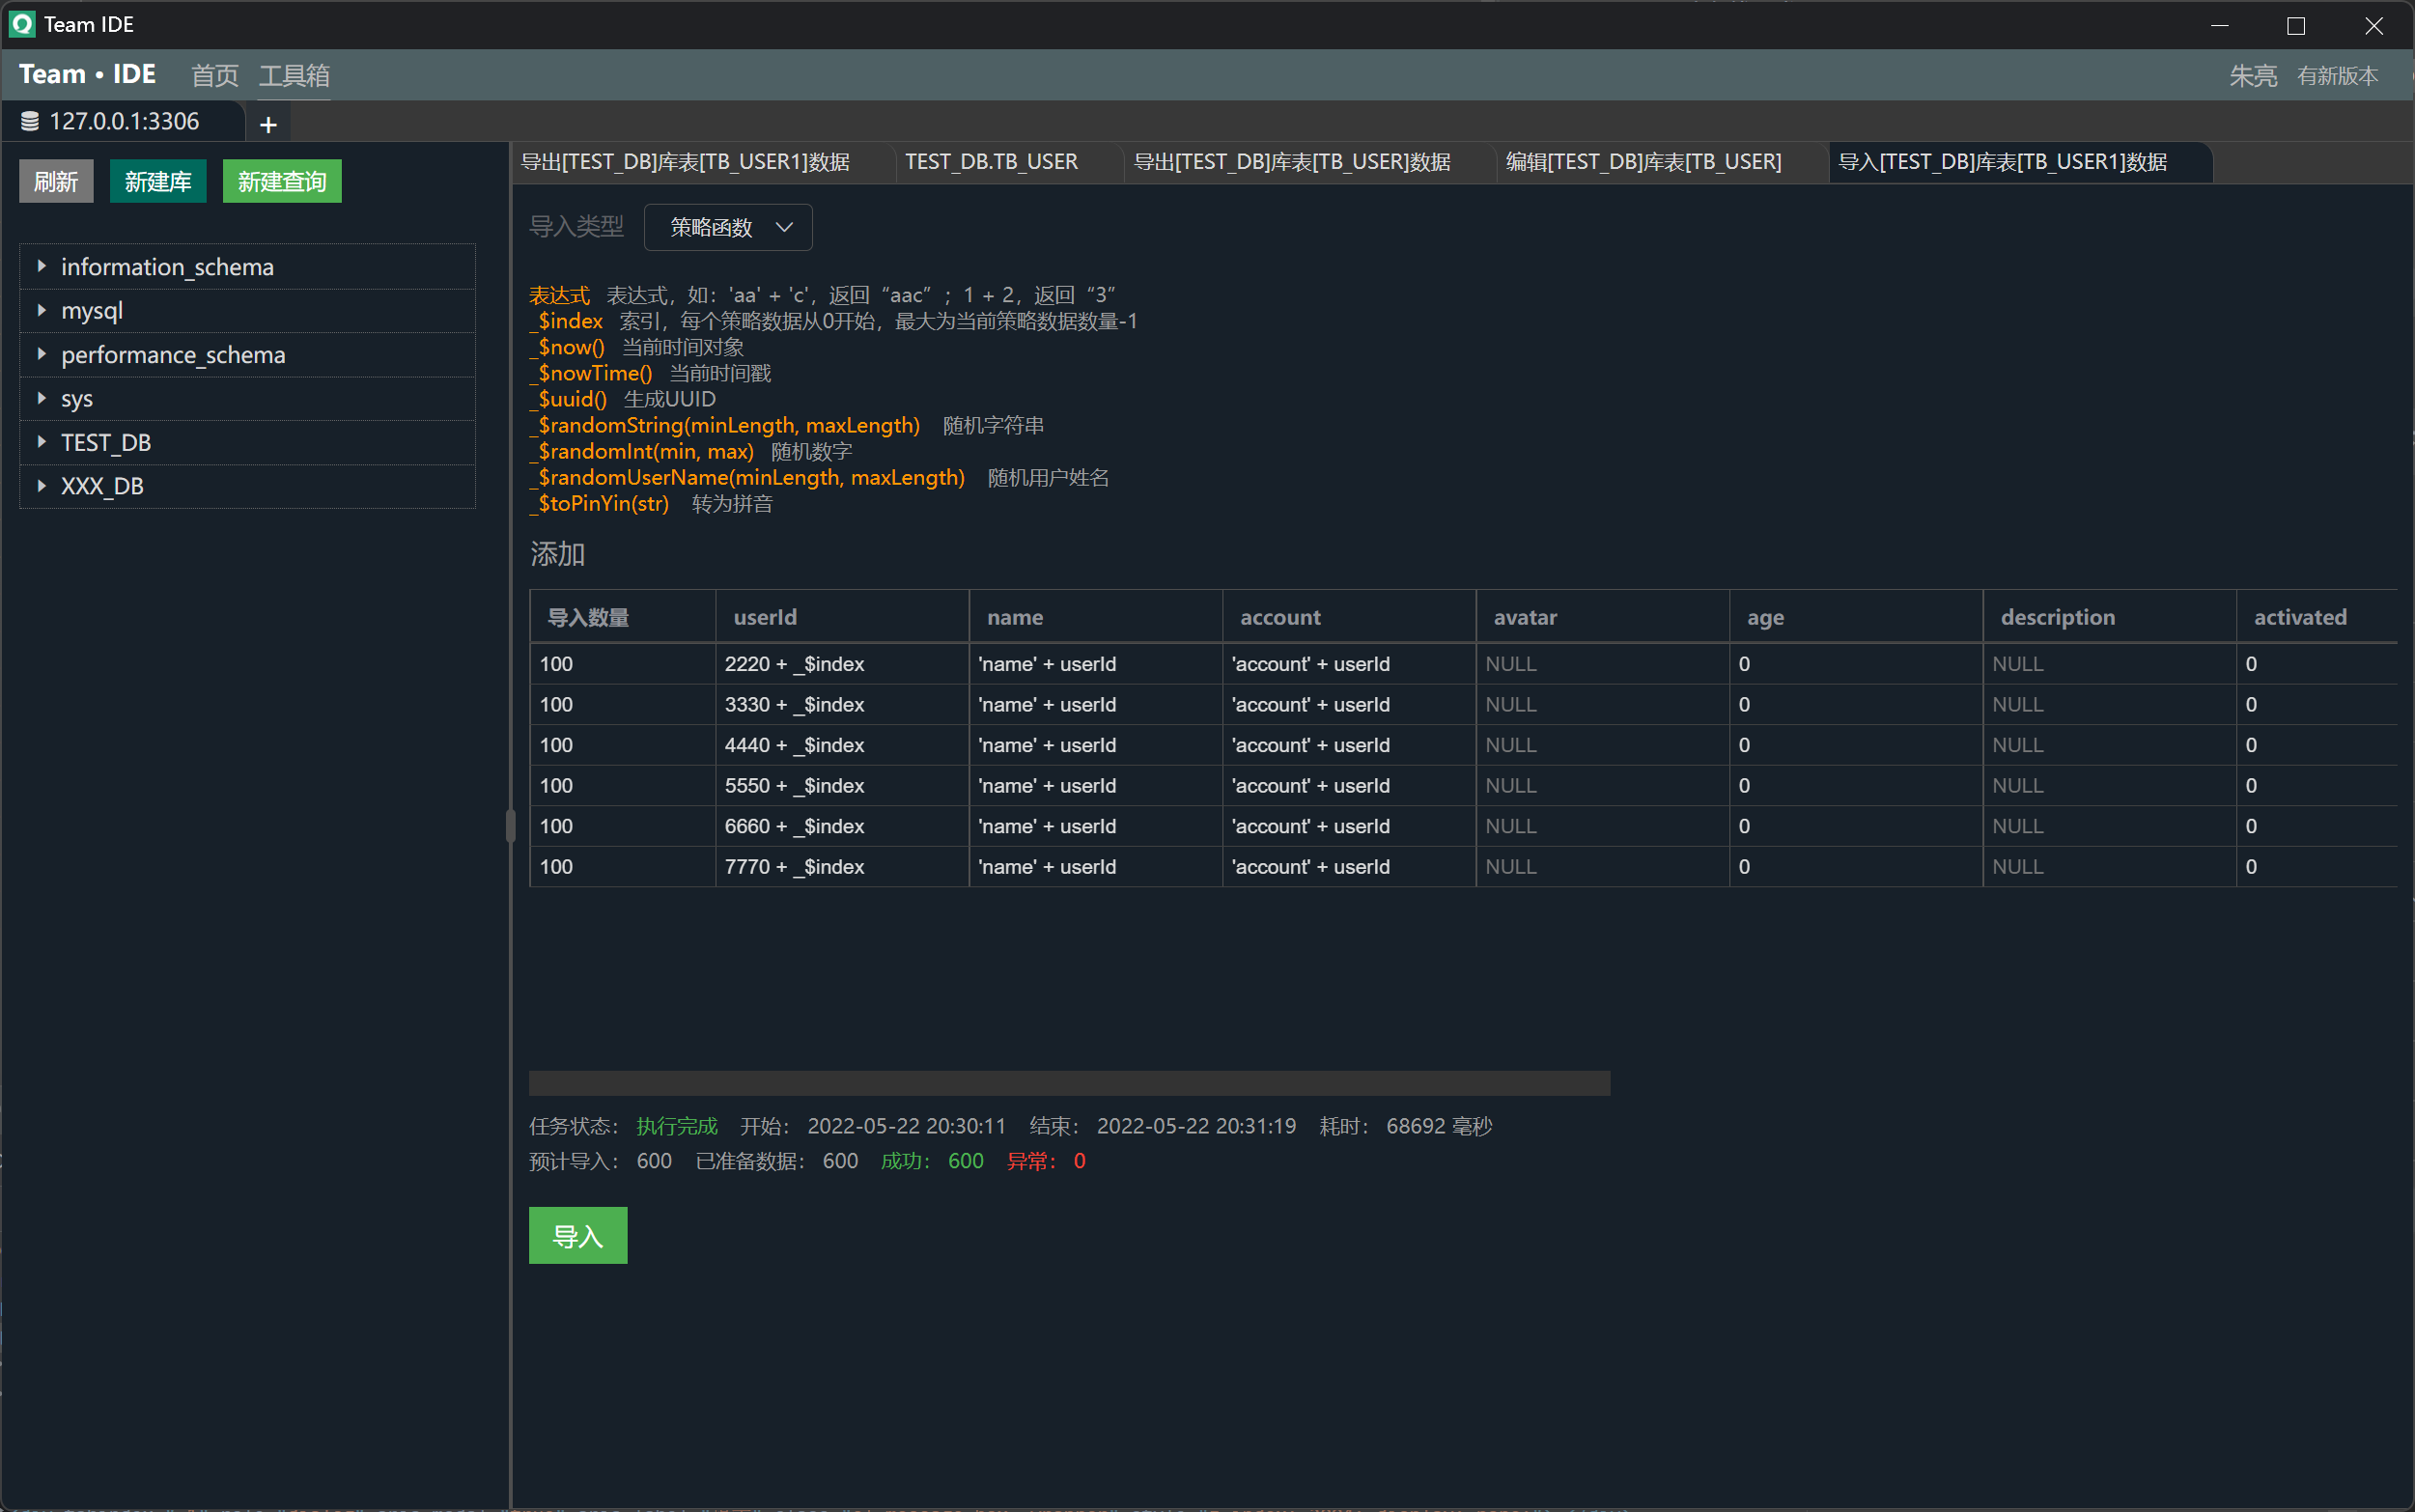 Team IDE
Team • IDE 首页 工具箱 朱亮 有新版本
127.0.0.1:3306 +
刷新 新建库 新建查询
information_schema
mysql
performance_schema
sys
TEST_DB
XXX_DB
导出[TEST_DB]库表[TB_USER1]数据 TEST_DB.TB_USER 导出[TEST_DB]库表[TB_USER]数据 编辑[TEST_DB]库表[TB_USER] 导入[TEST_DB]库表[TB_USER1]数据
导入类型 策略函数
表达式 表达式，如：'aa' + 'c'，返回“aac”；1 + 2，返回“3”
_$index 索引，每个策略数据从0开始，最大为当前策略数据数量-1
_$now() 当前时间对象
_$nowTime() 当前时间戳
_$uuid() 生成UUID
_$randomString(minLength, maxLength) 随机字符串
_$randomInt(min, max) 随机数字
_$randomUserName(minLength, maxLength) 随机用户姓名
_$toPinYin(str) 转为拼音
添加
导入数量 userId name account avatar age description activated
100 2220 + _$index 'name' + userId 'account' + userId NULL 0 NULL 0
100 3330 + _$index 'name' + userId 'account' + userId NULL 0 NULL 0
100 4440 + _$index 'name' + userId 'account' + userId NULL 0 NULL 0
100 5550 + _$index 'name' + userId 'account' + userId NULL 0 NULL 0
100 6660 + _$index 'name' + userId 'account' + userId NULL 0 NULL 0
100 7770 + _$index 'name' + userId 'account' + userId NULL 0 NULL 0
任务状态： 执行完成 开始： 2022-05-22 20:30:11 结束： 2022-05-22 20:31:19 耗时： 68692 毫秒
预计导入： 600 已准备数据： 600 成功： 600 异常： 0
导入